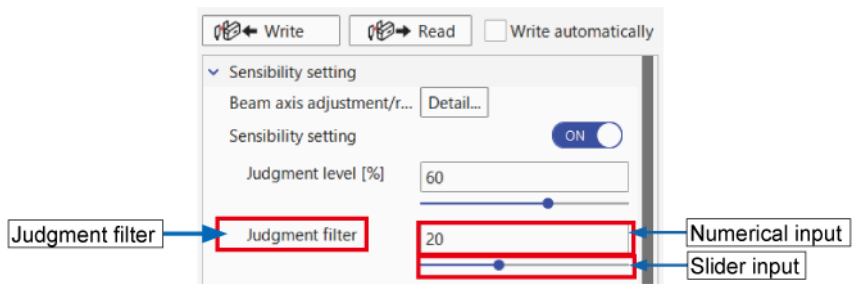 Write Read Write automatically
Sensibility setting
Beam axis adjustment/r... Detail...
Sensibility setting ON
Judgment level [%] 60
Judgment filter Judgment filter 20 Numerical input
Slider input